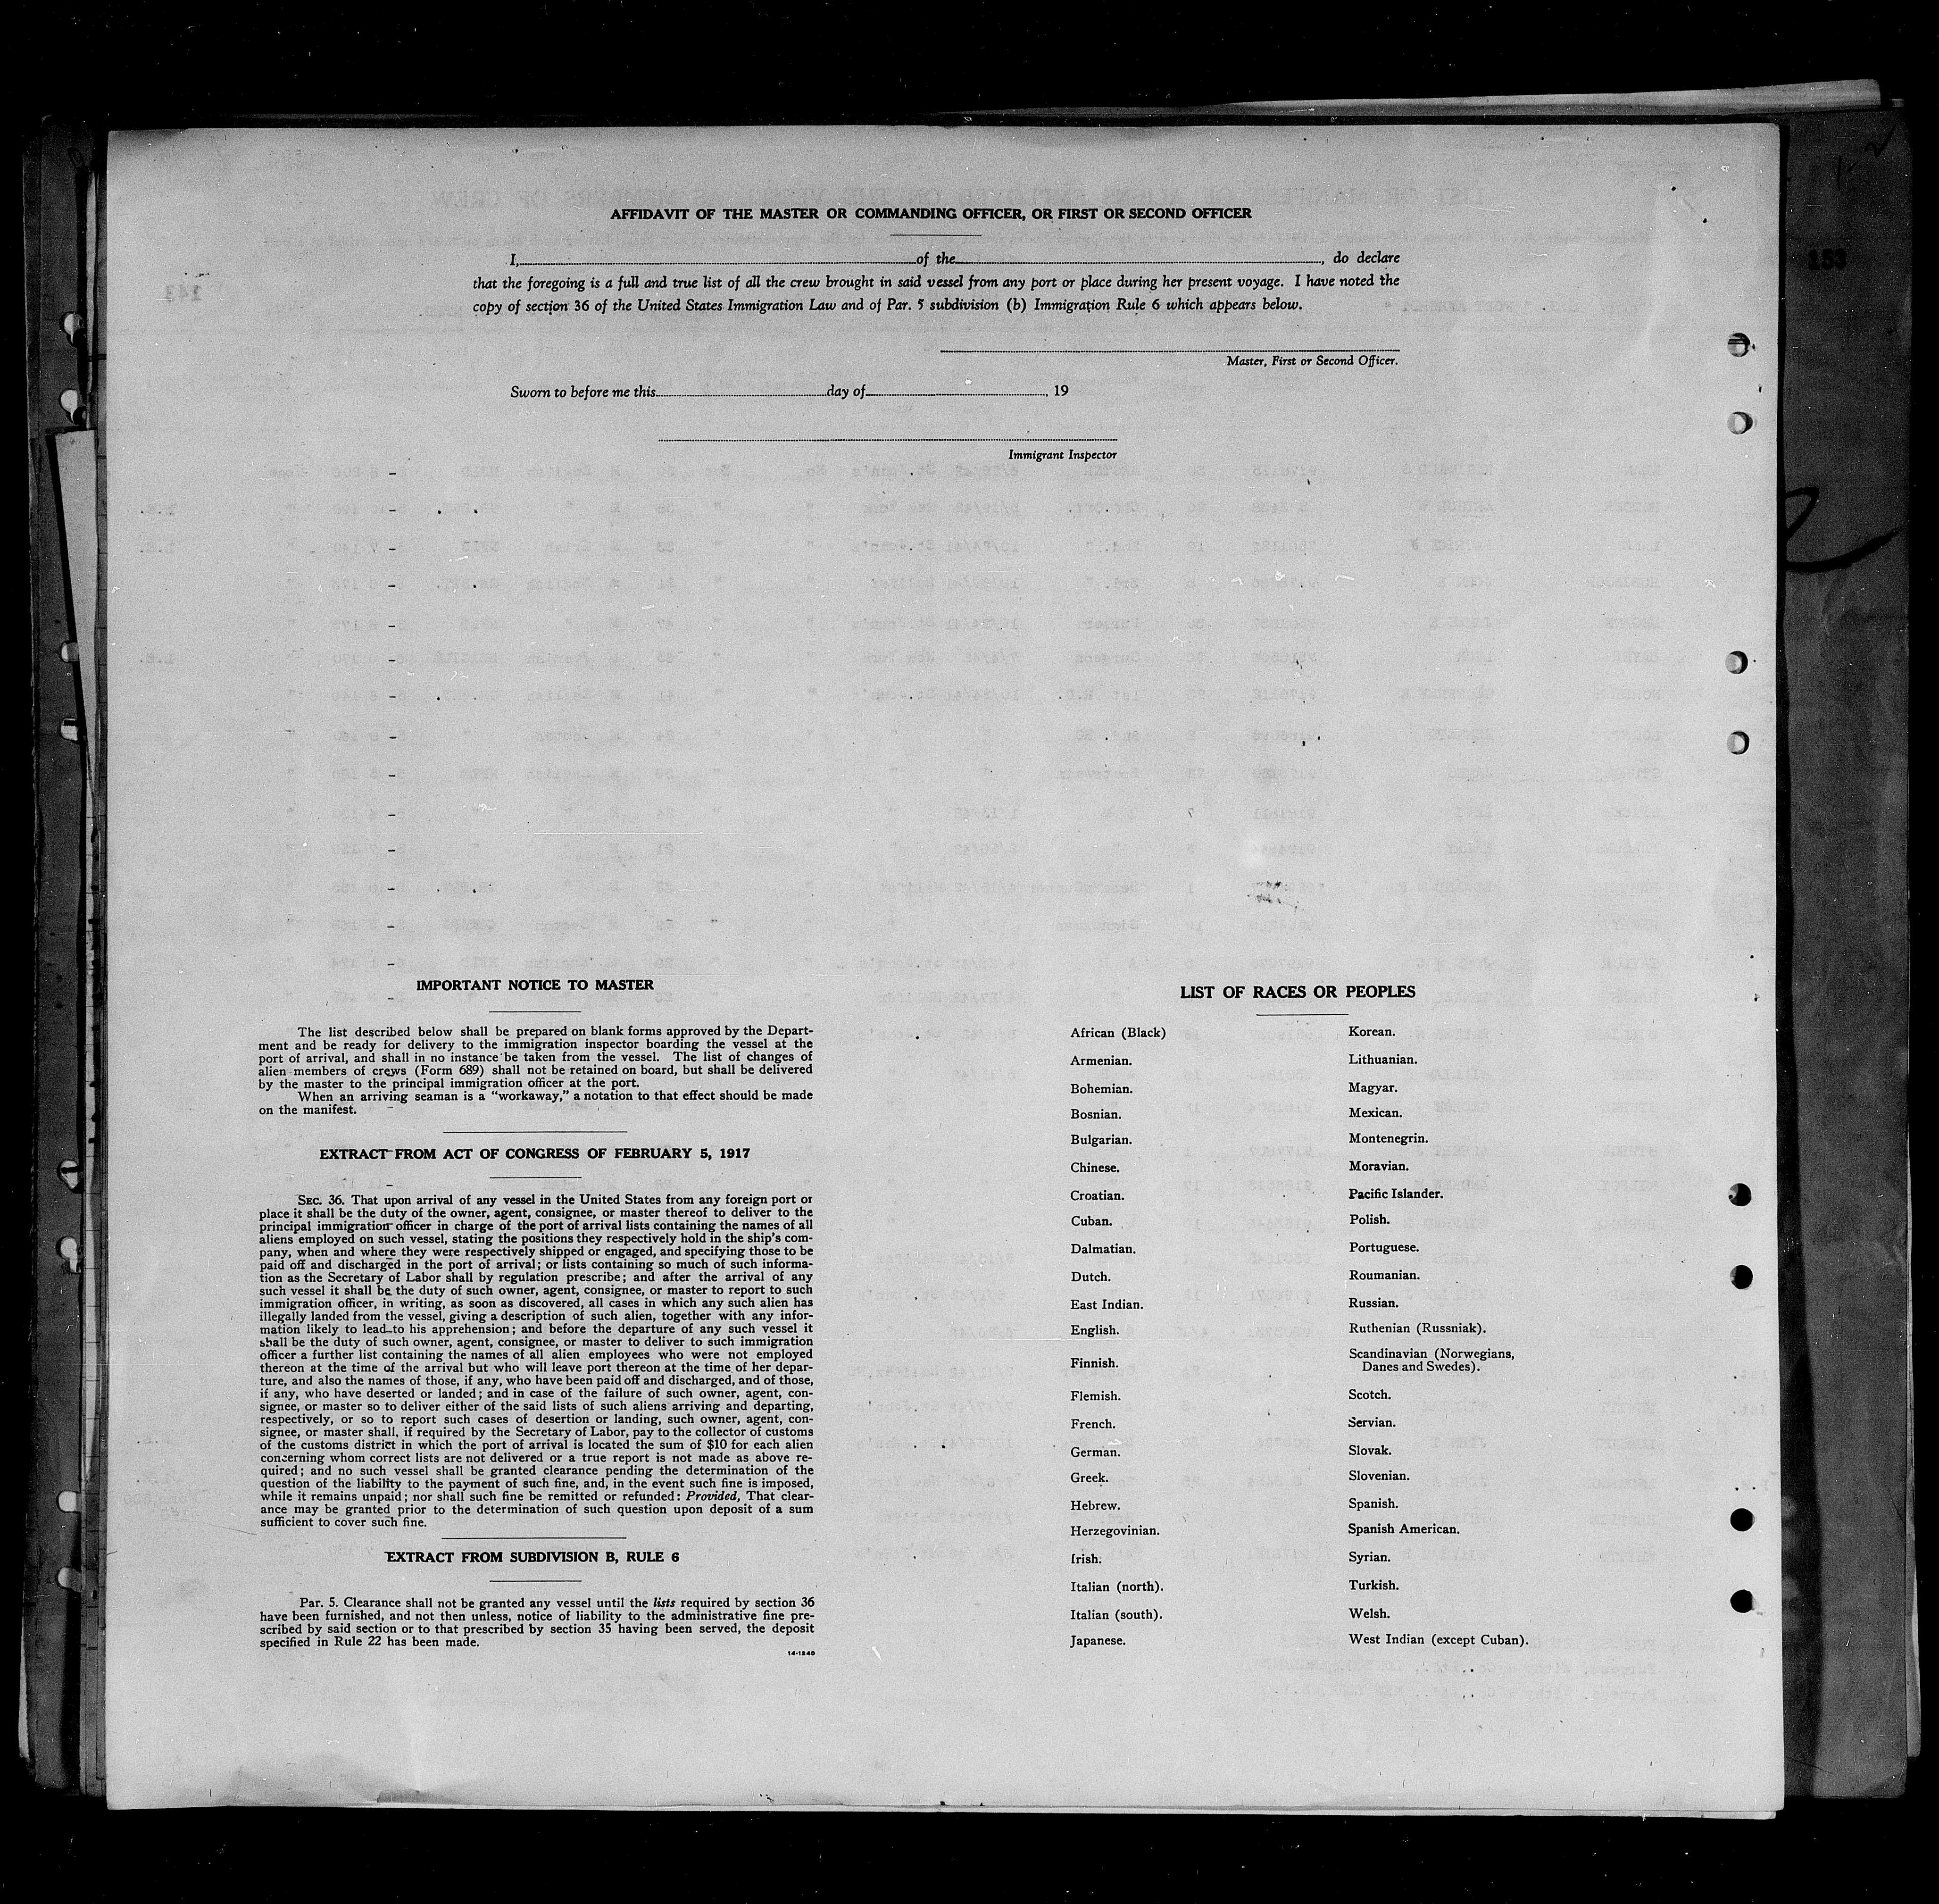 AFFIDAVIT OF THE MASTER OR COMMANDING OFFICER, OR FIRST OR SECOND OFFICER
I, of the , do declare
that the foregoing is a full and true list of all the crew brought in said vessel from any port or place during her present voyage. I have noted the
copy of section 36 of the United States Immigration Law and of Par. 5 subdivision (b) Immigration Rule 6 which appears below.
Master, First or Second Officer.
Sworn to before me this day of , 19
Immigrant Inspector
153
IMPORTANT NOTICE TO MASTER
The list described below shall be prepared on blank forms approved by the Depart-
ment and be ready for delivery to the immigration inspector boarding the vessel at the
port of arrival, and shall in no instance be taken from the vessel. The list of changes of
alien members of crews (Form 689) shall not be retained on board, but shall be delivered
by the master to the principal immigration officer at the port.
When an arriving seaman is a "workaway," a notation to that effect should be made
on the manifest.
EXTRACT FROM ACT OF CONGRESS OF FEBRUARY 5, 1917
SEC. 36. That upon arrival of any vessel in the United States from any foreign port or
place it shall be the duty of the owner, agent, consignee, or master thereof to deliver to the
principal immigration officer in charge of the port of arrival lists containing the names of all
aliens employed on such vessel, stating the positions they respectively hold in the ship's com-
pany, when and where they were respectively shipped or engaged, and specifying those to be
paid off and discharged in the port of arrival; or lists containing so much of such informa-
tion as the Secretary of Labor shall by regulation prescribe; and after the arrival of any
such vessel it shall be the duty of such owner, agent, consignee, or master to report to such
immigration officer, in writing, as soon as discovered, all cases in which any such alien has
illegally landed from the vessel, giving a description of such alien, together with any infor-
mation likely to lead to his apprehension; and before the departure of any such vessel it
shall be the duty of such owner, agent, consignee, or master to deliver to such immigration
officer a further list containing the names of all alien employees who were not employed
thereon at the time of the arrival but who will leave port thereon at the time of her depar-
ture, and also the names of those, if any, who have been paid off and discharged, and of those,
if any, who have deserted or landed; and in case of the failure of such owner, agent, con-
signee, or master so to deliver either of the said lists of such aliens arriving and departing,
respectively, or so to report such cases of desertion or landing, such owner, agent, con-
signee, or master shall, if required by the Secretary of Labor, pay to the collector of customs
of the customs district in which the port of arrival is located the sum of $10 for each alien
concerning whom correct lists are not delivered or a true report is not made as above re-
quired; and no such vessel shall be granted clearance pending the determination of the
question of the liability to the payment of such fine, and, in the event such fine is imposed,
while it remains unpaid; nor shall such fine be remitted or refunded: Provided, That clear-
ance may be granted prior to the determination of such question upon deposit of a sum
sufficient to cover such fine.
EXTRACT FROM SUBDIVISION B, RULE 6
Par. 5. Clearance shall not be granted any vessel until the lists required by section 36
have been furnished, and not then unless, notice of liability to the administrative fine pre-
scribed by said section or to that prescribed by section 35 having been served, the deposit
specified in Rule 22 has been made.
14-1240
LIST OF RACES OR PEOPLES
African (Black)
Armenian.
Bohemian.
Bosnian.
Bulgarian.
Chinese.
Croatian.
Cuban.
Dalmatian.
Dutch.
East Indian.
English.
Finnish.
Flemish.
French.
German.
Greek.
Hebrew.
Herzegovinian.
Irish.
Italian (north).
Italian (south).
Japanese.
Korean.
Lithuanian.
Magyar.
Mexican.
Montenegrin.
Moravian.
Pacific Islander.
Polish.
Portuguese.
Roumanian.
Russian.
Ruthenian (Russniak).
Scandinavian (Norwegians,
Danes and Swedes).
Scotch.
Servian.
Slovak.
Slovenian.
Spanish.
Spanish American.
Syrian.
Turkish.
Welsh.
West Indian (except Cuban).